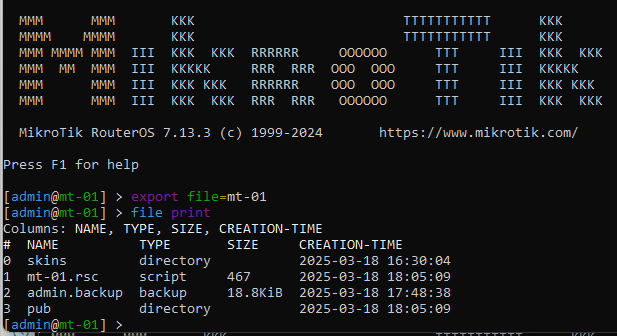 MMM      MMM       KKK                          TTTTTTTTTTT      KKK
  MMMM    MMMM       KKK                          TTTTTTTTTTT      KKK
  MMM MMMM MMM  III  KKK  KKK  RRRRRR     OOOOOO      TTT     III  KKK  KKK
  MMM  MM  MMM  III  KKKKK     RRR  RRR  OOO  OOO     TTT     III  KKKKK
  MMM      MMM  III  KKK KKK   RRRRRR    OOO  OOO     TTT     III  KKK KKK
  MMM      MMM  III  KKK  KKK  RRR  RRR   OOOOOO      TTT     III  KKK  KKK
  MikroTik RouterOS 7.13.3 (c) 1999-2024       https://www.mikrotik.com/
Press F1 for help
[admin@mt-01] > export file=mt-01
[admin@mt-01] > file print
Columns: NAME, TYPE, SIZE, CREATION-TIME
#  NAME          TYPE       SIZE     CREATION-TIME
0  skins         directory           2025-03-18 16:30:04
1  mt-01.rsc     script     467      2025-03-18 18:05:09
2  admin.backup  backup     18.8KiB  2025-03-18 17:48:38
3  pub           directory           2025-03-18 18:05:09
[admin@mt-01] >